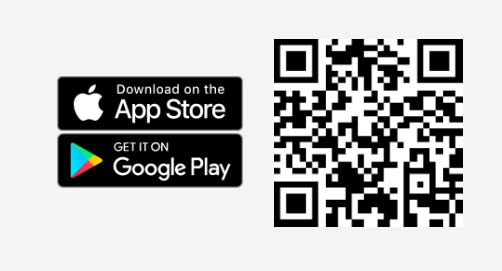 Download on the
App Store
GET IT ON
Google Play